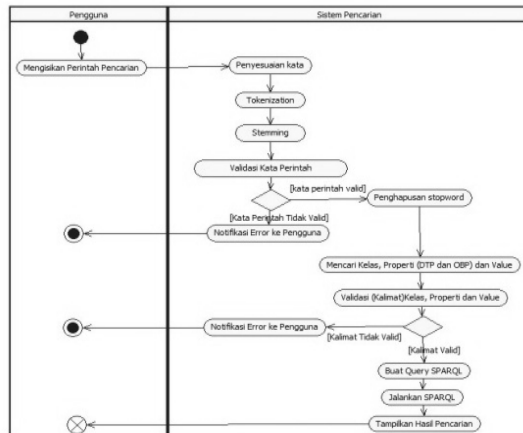 Pengguna
Sistem Pencarian
Mengisikan Perintah Pencarian
Penyesuaian kata
Tokenization
Stemming
Validasi Kata Perintah
[kata perintah valid]
Penghapusan stopword
[Kata Perintah Tidak Valid]
Notifikasi Error ke Pengguna
Mencari Kelas, Properti (DTP dan OBP) dan Value
Validasi (Kalimat)Kelas, Properti dan Value
Notifikasi Error ke Pengguna
[Kalimat Tidak Valid]
[Kalimat Valid]
Buat Query SPARQL
Jalankan SPARQL
Tampilkan Hasil Pencarian